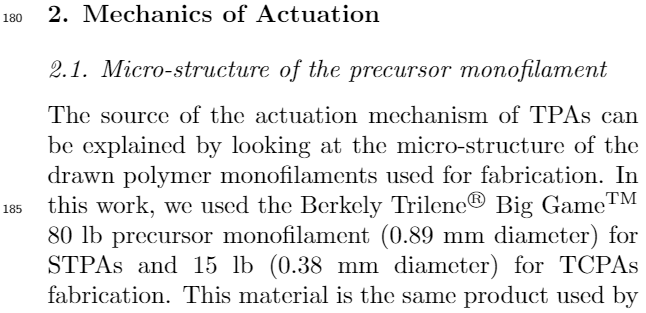 180 2. Mechanics of Actuation
2.1. Micro-structure of the precursor monofilament
The source of the actuation mechanism of TPAs can
be explained by looking at the micro-structure of the
drawn polymer monofilaments used for fabrication. In
185 this work, we used the Berkely Trilene® Big Game™
80 lb precursor monofilament (0.89 mm diameter) for
STPAs and 15 lb (0.38 mm diameter) for TCPAs
fabrication. This material is the same product used by